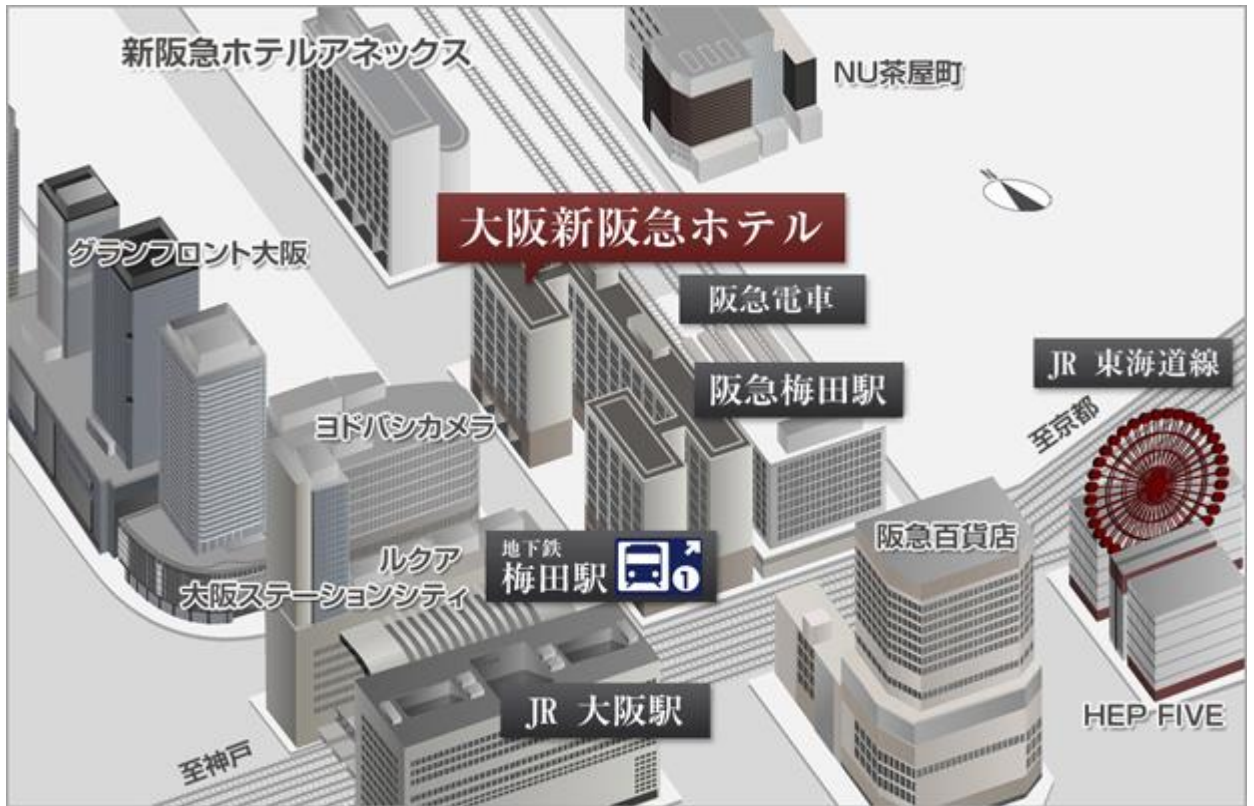 新阪急ホテルアネックス
NU茶屋町
大阪新阪急ホテル
グランフロント大阪
阪急電車
JR 東海道線
阪急梅田駅
至京都
ヨドバシカメラ
阪急百貨店
地下鉄
梅田駅
1
ルクア
大阪ステーションシティ
JR 大阪駅
HEP FIVE
至神戸